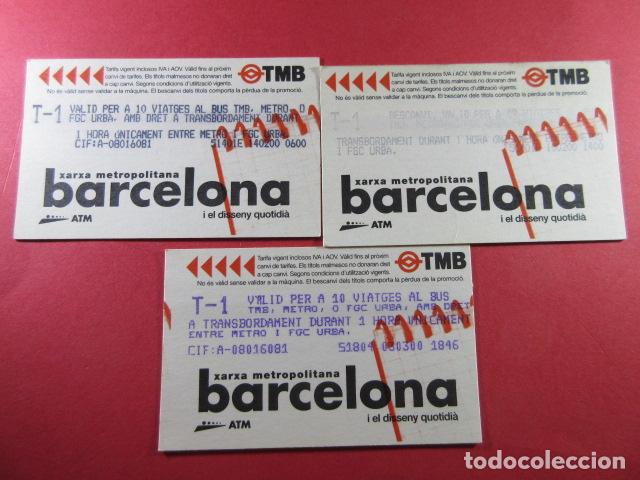 Tarifa vigent inclosos IVA i AOV. Vàlid fins al pròxim
canvi de tarifes. Els títols malmesos no donaran dret
a cap canvi. Segons condicions d'utilització vigents.
No és vàlid sense validar a la màquina. El bescanvi dels títols comporta la pèrdua de la promoció.
TMB
T-1 VALID PER A 10 VIATGES AL BUS TMB, METRO, O
FGC URBA, AMB DRET A TRANSBORDAMENT DURANT
1 HORA UNICAMENT ENTRE METRO I FGC URBA.
CIF:A-08016081 51401E 140200 0600
xarxa metropolitana
barcelona
i el disseny quotidià
ATM
Tarifa vigent inclosos IVA i AOV. Vàlid fins al pròxim
canvi de tarifes. Els títols malmesos no donaran dret
a cap canvi. Segons condicions d'utilització vigents.
No és vàlid sense validar a la màquina. El bescanvi dels títols comporta la pèrdua de la promoció.
TMB
T-1
TRANSBORDAMENT DURANT 1 HORA
I FGC URBA.
1400
xarxa metropolitana
barcelona
i el disseny quotidià
ATM
Tarifa vigent inclosos IVA i AOV. Vàlid fins al pròxim
canvi de tarifes. Els títols malmesos no donaran dret
a cap canvi. Segons condicions d'utilització vigents.
No és vàlid sense validar a la màquina. El bescanvi dels títols comporta la pèrdua de la promoció.
TMB
T-1 VALID PER A 10 VIATGES AL BUS
TMB, METRO, O FGC URBA, AMB DRET
A TRANSBORDAMENT DURANT 1 HORA UNICAMENT
ENTRE METRO I FGC URBA.
CIF:A-08016081 51804 080300 1846
xarxa metropolitana
barcelona
i el disseny quotidià
ATM
todocoleccion.net